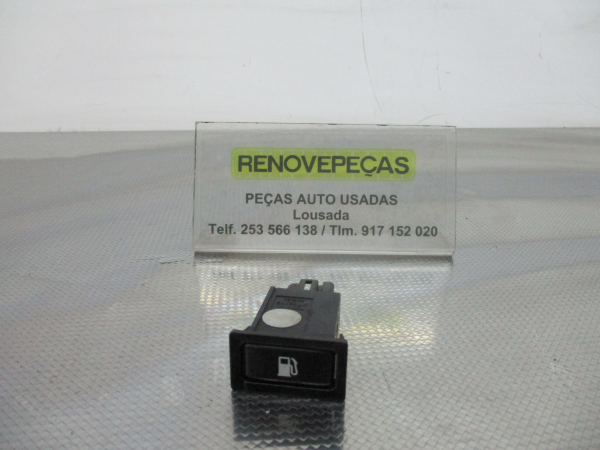 RENOVEPEÇAS
PEÇAS AUTO USADAS
Lousada
Telf. 253 566 138 / Tlm. 917 152 020